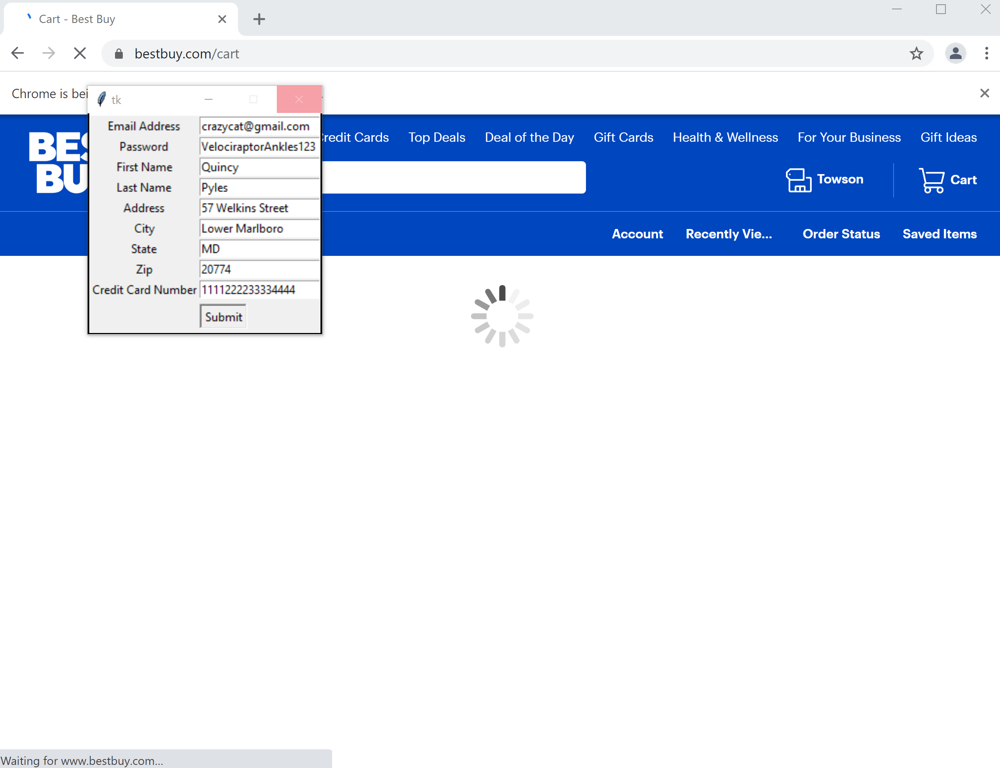 Cart - Best Buy
bestbuy.com/cart
Chrome is bei
tk
Email Address crazycat@gmail.com
Password VelociraptorAnkles123
First Name Quincy
Last Name Pyles
Address 57 Welkins Street
City Lower Marlboro
State MD
Zip 20774
Credit Card Number 1111222233334444
Submit
BES
BU
Credit Cards Top Deals Deal of the Day Gift Cards Health & Wellness For Your Business Gift Ideas
Towson Cart
Account Recently Vie... Order Status Saved Items
Waiting for www.bestbuy.com...